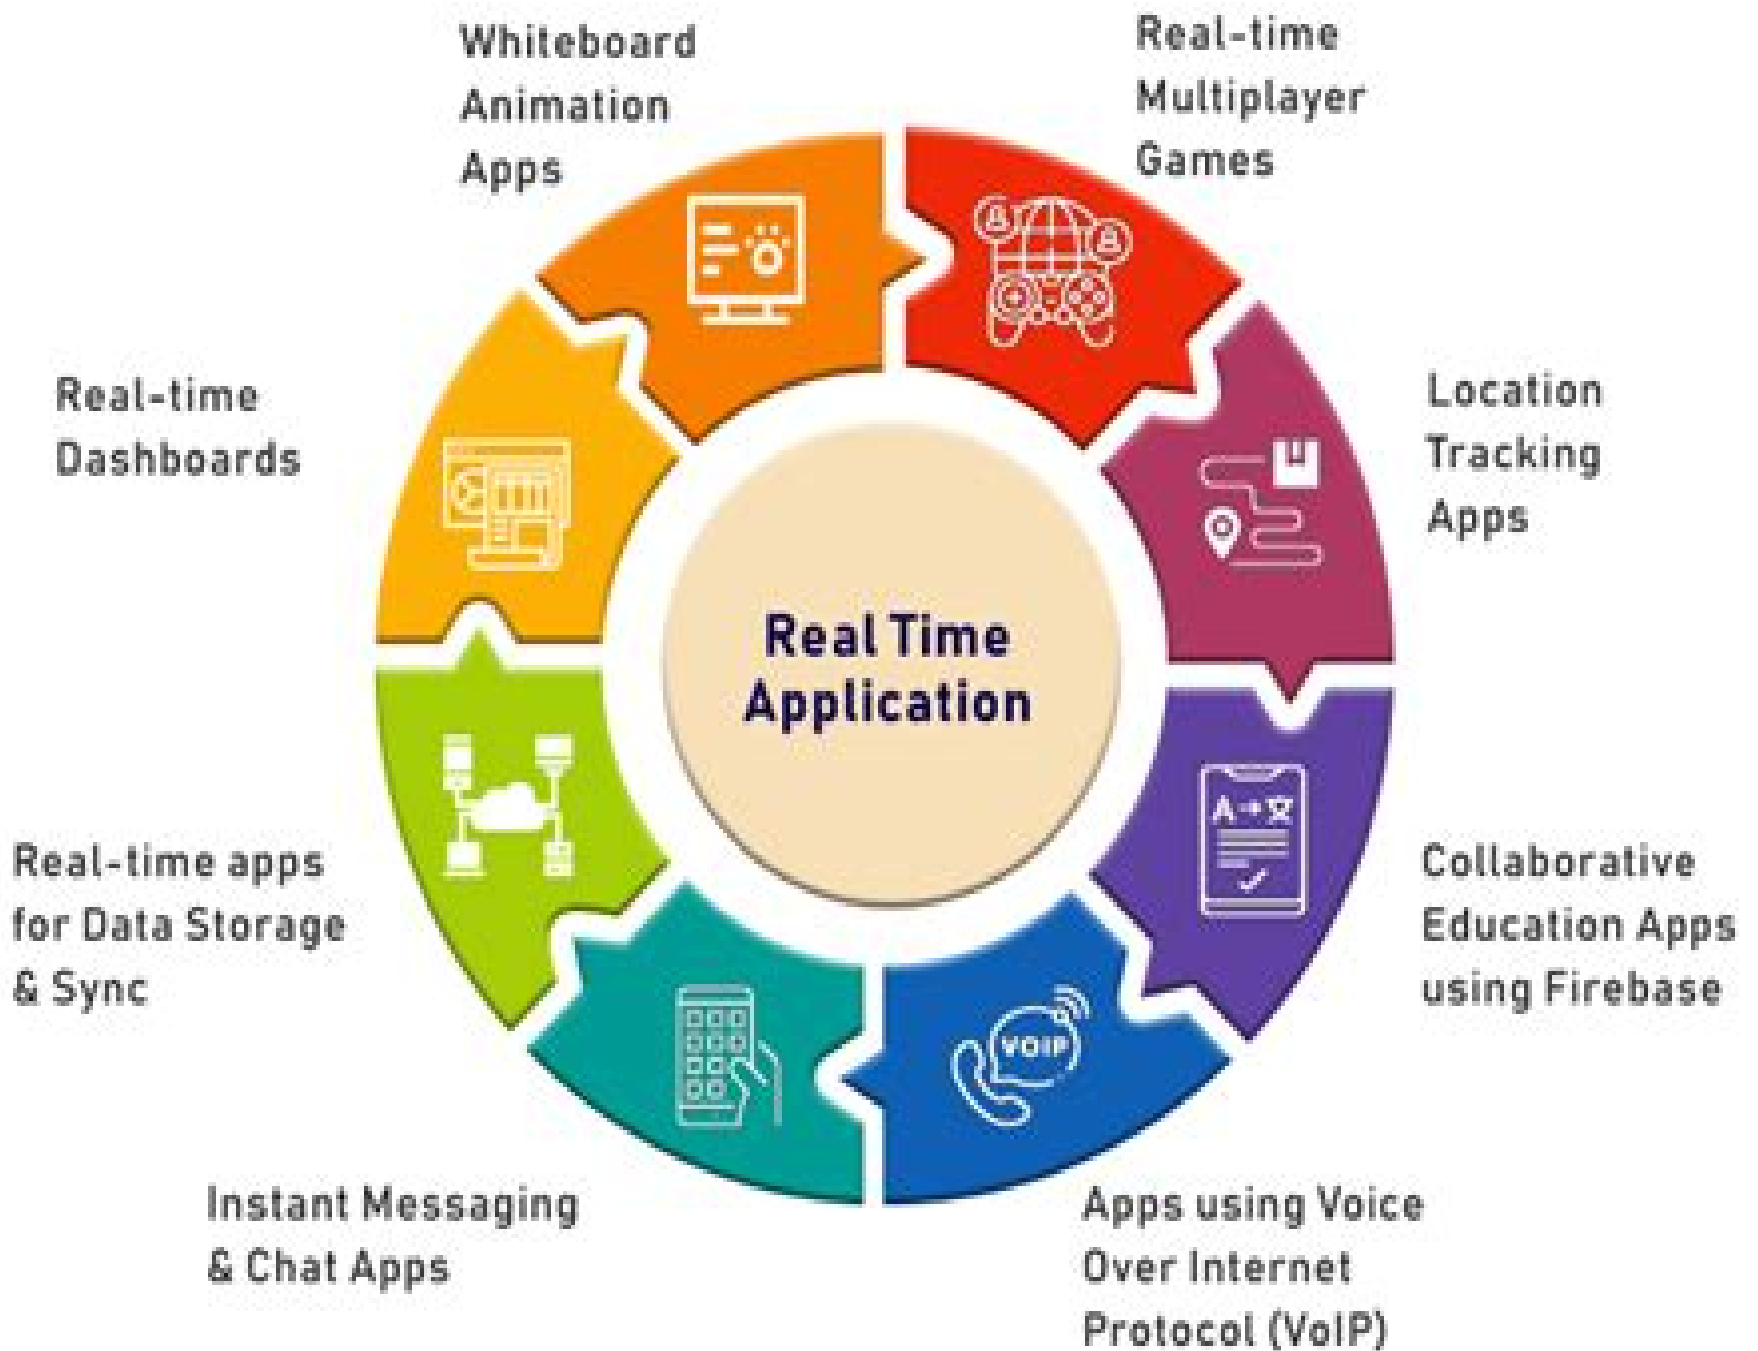 Whiteboard
Animation
Apps
Real-time
Multiplayer
Games
Location
Tracking
Apps
Collaborative
Education Apps
using Firebase
Apps using Voice
Over Internet
Protocol (VoIP)
Instant Messaging
& Chat Apps
Real-time apps
for Data Storage
& Sync
Real-time
Dashboards
Real Time
Application
VOIP
A
文